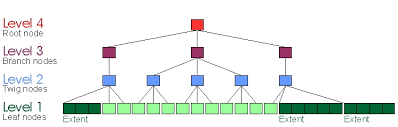 Level 4
Root node
Level 3
Branch nodes
Level 2
Twig nodes
Level 1
Leaf nodes
Extent
Extent
Extent